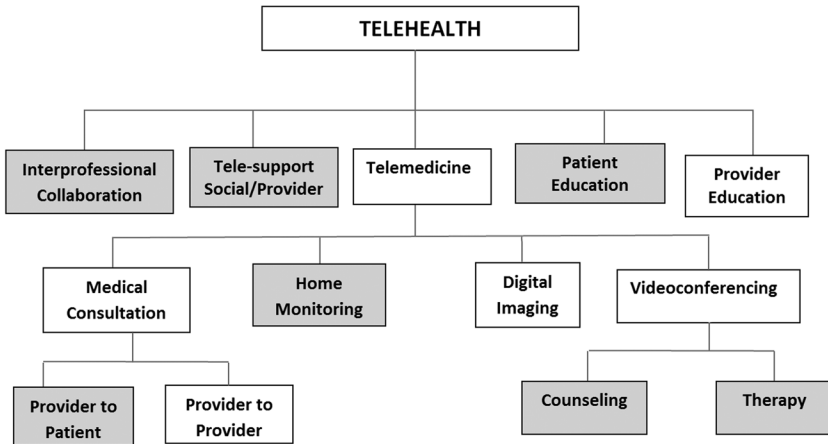 TELEHEALTH
Interprofessional
Collaboration
Tele-support
Social/Provider
Telemedicine
Patient
Education
Provider
Education
Medical
Consultation
Home
Monitoring
Digital
Imaging
Videoconferencing
Provider to
Patient
Provider to
Provider
Counseling
Therapy